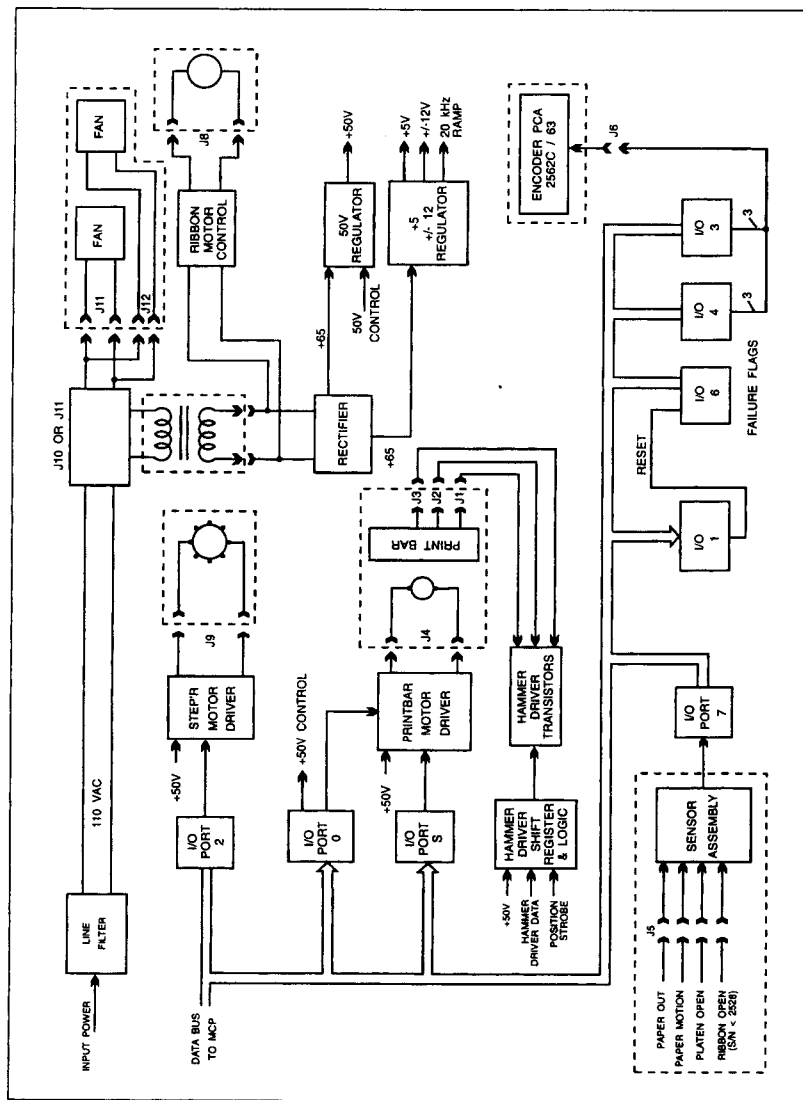 INPUT POWER
LINE
FILTER
110 VAC
J10 OR J11
J11
J12
FAN
FAN
DATA BUS
TO MCP
I/O
PORT
2
+50V
STEP'R
MOTOR
DRIVER
J9
RIBBON
MOTOR
CONTROL
J8
I/O
PORT
0
+50V CONTROL
RECTIFIER
+65
+65
50V
REGULATOR
50V
CONTROL
+50V
+5
+/- 12
REGULATOR
+5V
+/-12V
20 kHz
RAMP
I/O
PORT
S
+50V
PRINTBAR
MOTOR
DRIVER
J4
PRINT BAR
J3
J2
J1
+50V
HAMMER
DRIVER DATA
POSITION
STROBE
HAMMER
DRIVER
SHIFT
REGISTER
& LOGIC
HAMMER
DRIVER
TRANSISTORS
ENCODER PCA
2562C / 63
J6
PAPER OUT
PAPER MOTION
PLATEN OPEN
RIBBON OPEN
(S/N < 2528)
J5
SENSOR
ASSEMBLY
I/O
PORT
7
I/O
1
RESET
I/O
6
I/O
4
I/O
3
3
3
FAILURE FLAGS